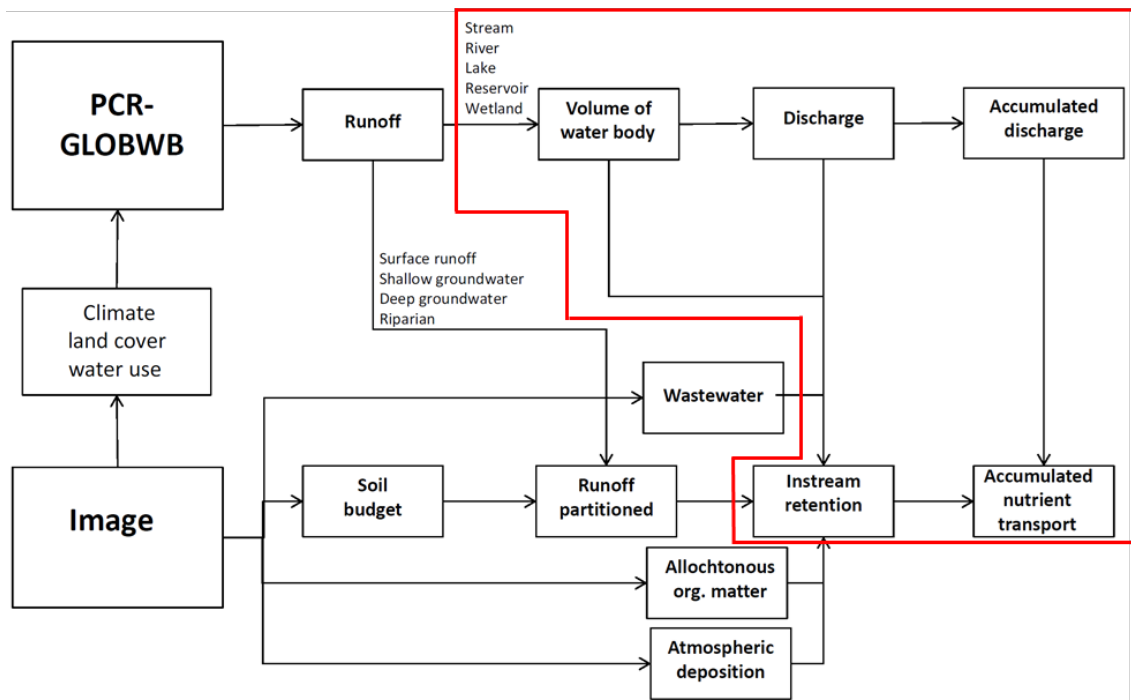 Stream
River
Lake
Reservoir
Wetland
PCR-
GLOBWB
Runoff
Volume of
water body
Discharge
Accumulated
discharge
Surface runoff
Shallow groundwater
Deep groundwater
Riparian
Climate
land cover
water use
Wastewater
Image
Soil
budget
Runoff
partitioned
Instream
retention
Accumulated
nutrient
transport
Allochtonous
org. matter
Atmospheric
deposition